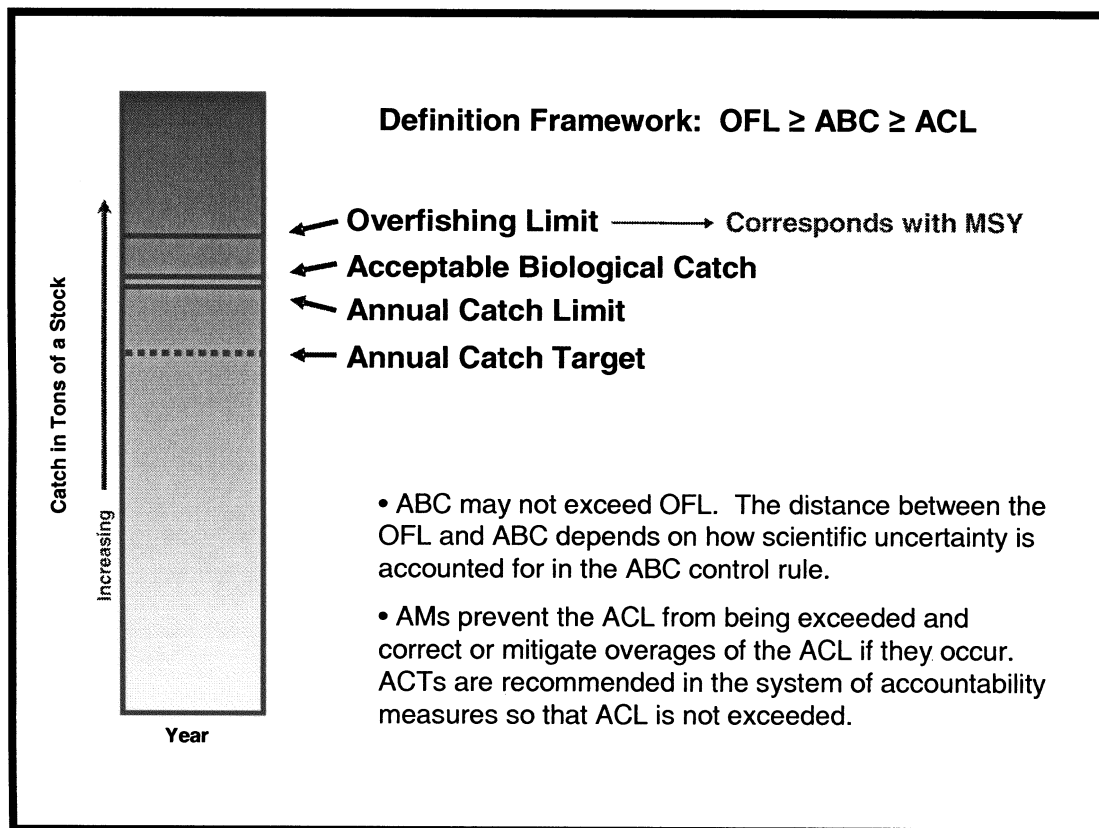 Definition Framework: OFL ≥ ABC ≥ ACL
Overfishing Limit
Corresponds with MSY
Acceptable Biological Catch
Annual Catch Limit
Annual Catch Target
Catch in Tons of a Stock
Increasing
Year
• ABC may not exceed OFL. The distance between the
OFL and ABC depends on how scientific uncertainty is
accounted for in the ABC control rule.
• AMs prevent the ACL from being exceeded and
correct or mitigate overages of the ACL if they occur.
ACTs are recommended in the system of accountability
measures so that ACL is not exceeded.